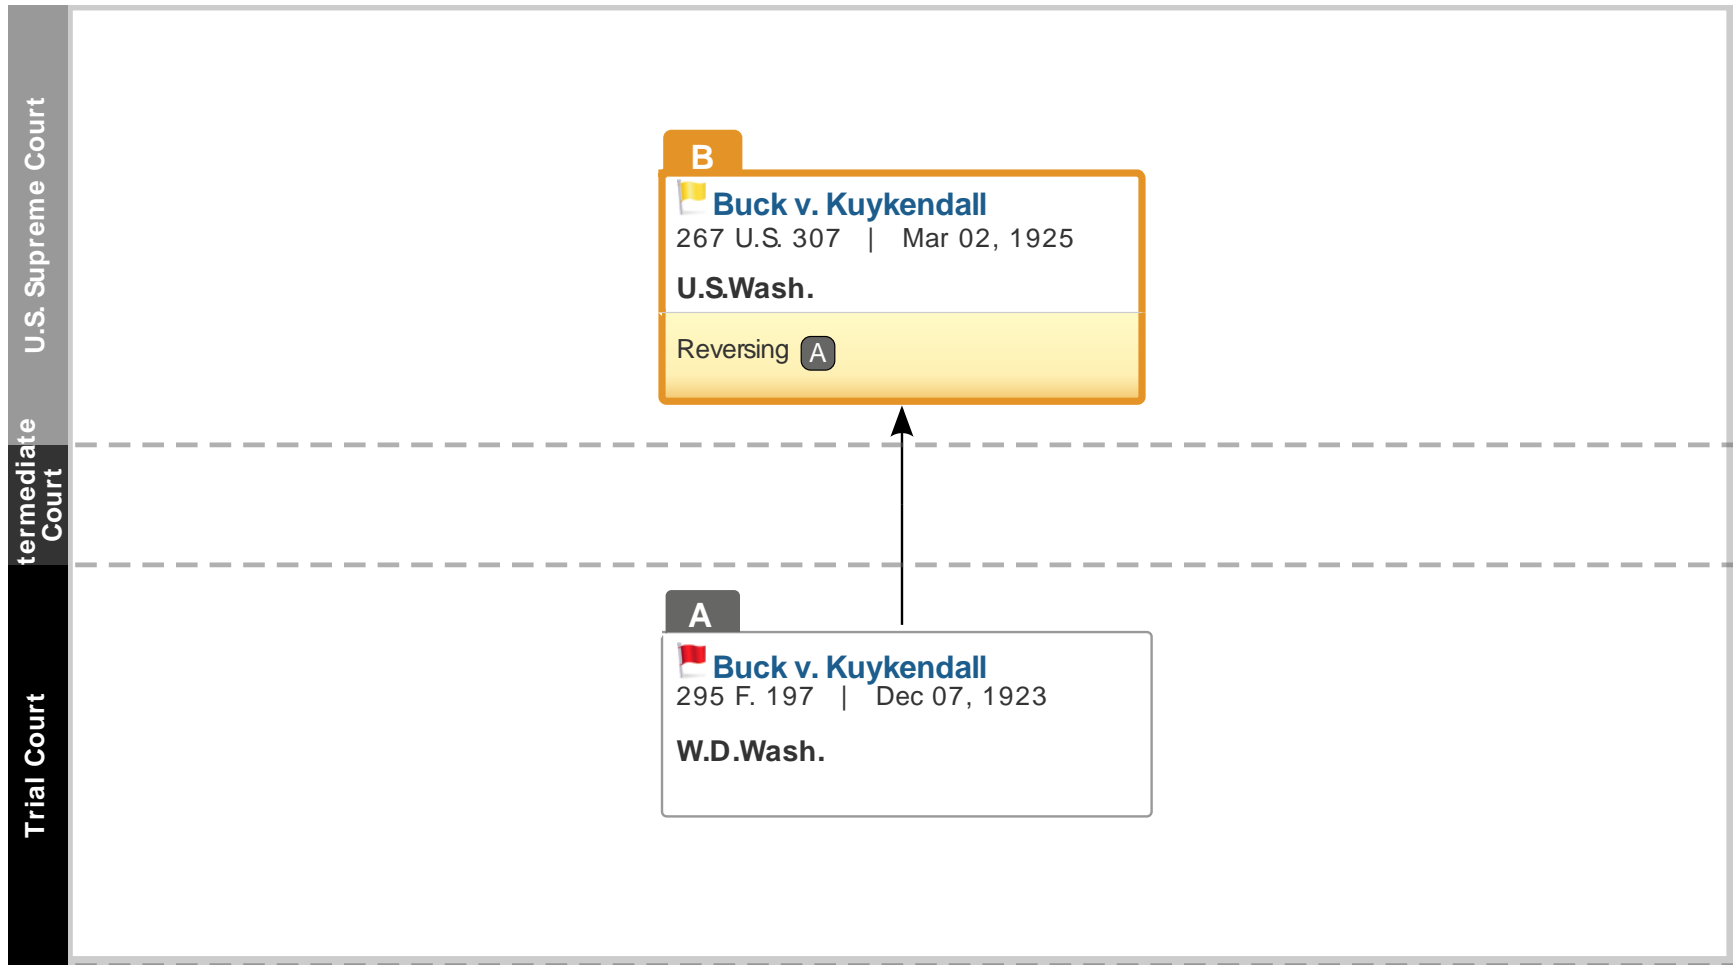 U.S. Supreme Court
B
Buck v. Kuykendall
267 U.S. 307 | Mar 02, 1925
U.S.Wash.
Reversing A
termediate
Court
A
Buck v. Kuykendall
295 F. 197 | Dec 07, 1923
W.D.Wash.
Trial Court